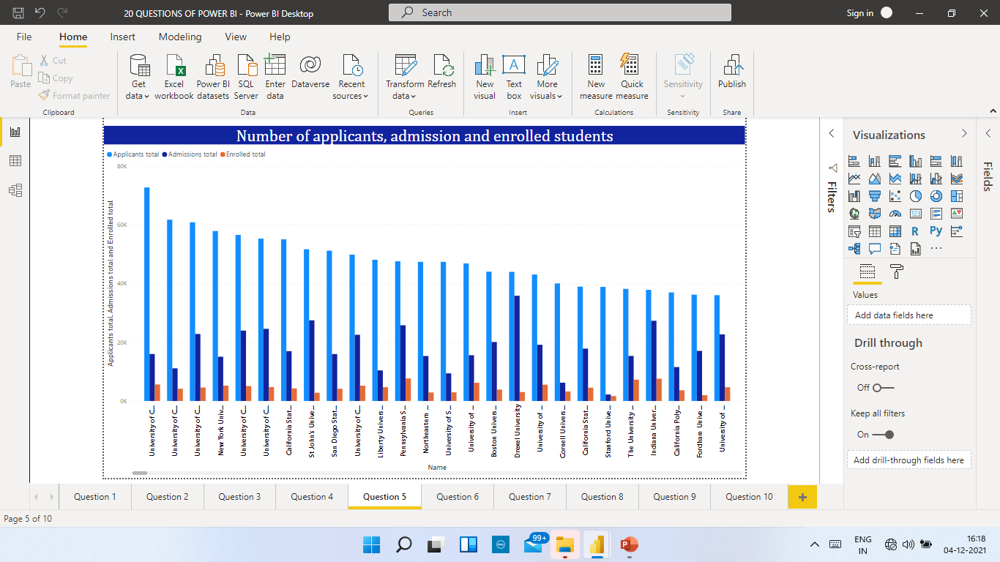 20 QUESTIONS OF POWER BI - Power BI Desktop
Search
Sign in
File Home Insert Modeling View Help
Paste
Cut
Copy
Format painter
Clipboard
Get data
Excel workbook
Power BI datasets
SQL Server
Enter data
Dataverse
Recent sources
Data
Transform data
Refresh
Queries
New visual
Text box
More visuals
Insert
New measure
Quick measure
Calculations
Sensitivity
Sensitivity
Publish
Share
Number of applicants, admission and enrolled students
Applicants total Admissions total Enrolled total
Applicants total, Admissions total and Enrolled total
80K
60K
40K
20K
0K
University of C...
University of C...
University of C...
New York Univ...
University of C...
University of C...
California Stat...
St John's Unive...
San Diego Stat...
University of C...
Liberty Univers...
Pennsylvania S...
Northeastern ...
University of S...
University of ...
Boston Univers...
Drexel University
University of ...
Cornell Univers...
California Stat...
Stanford Unive...
The University ...
Indiana Univer...
California Poly...
Fordham Unive...
University of ...
Name
Filters
Visualizations
123
R
Py
Values
Add data fields here
Drill through
Cross-report
Off
Keep all filters
On
Add drill-through fields here
Fields
Question 1 Question 2 Question 3 Question 4 Question 5 Question 6 Question 7 Question 8 Question 9 Question 10
Page 5 of 10
DELL
99+
P
ENG
IN
16:18
04-12-2021